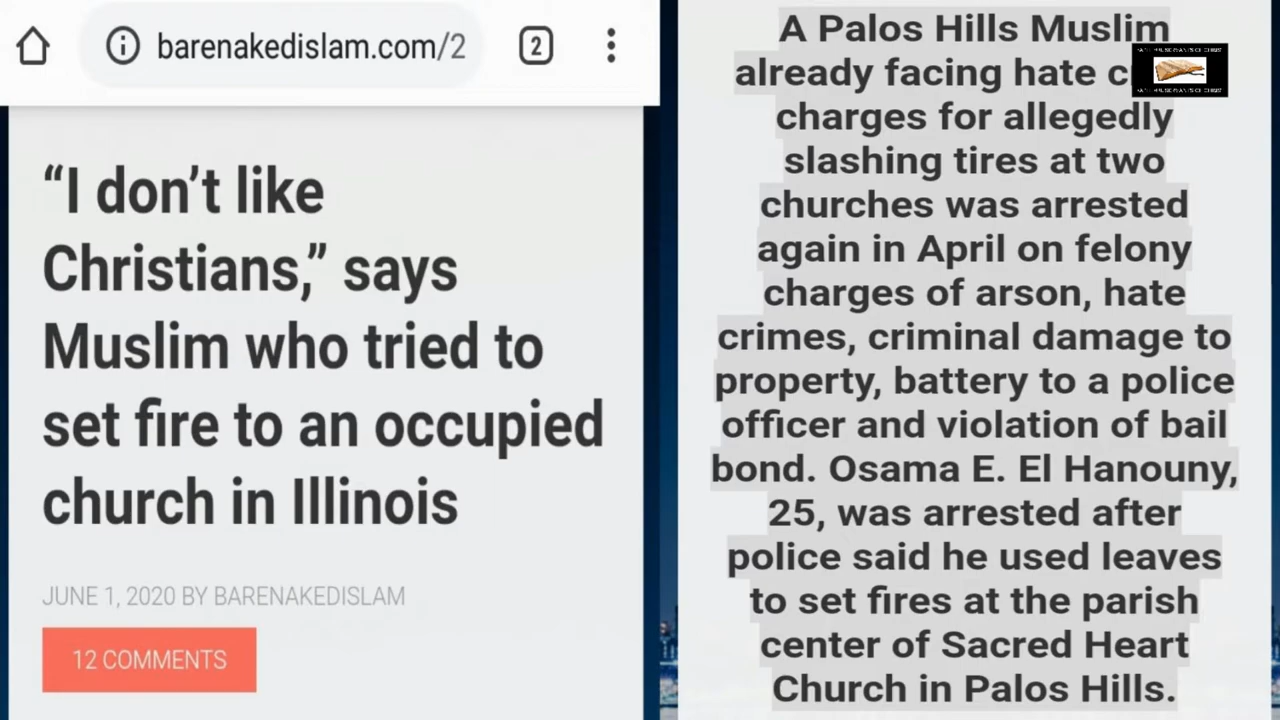 barenakedislam.com/2
2
“I don’t like
Christians,” says
Muslim who tried to
set fire to an occupied
church in Illinois
JUNE 1, 2020 BY BARENAKEDISLAM
12 COMMENTS
A Palos Hills Muslim
already facing hate
charges for allegedly
slashing tires at two
churches was arrested
again in April on felony
charges of arson, hate
crimes, criminal damage to
property, battery to a police
officer and violation of bail
bond. Osama E. El Hanouny,
25, was arrested after
police said he used leaves
to set fires at the parish
center of Sacred Heart
Church in Palos Hills.